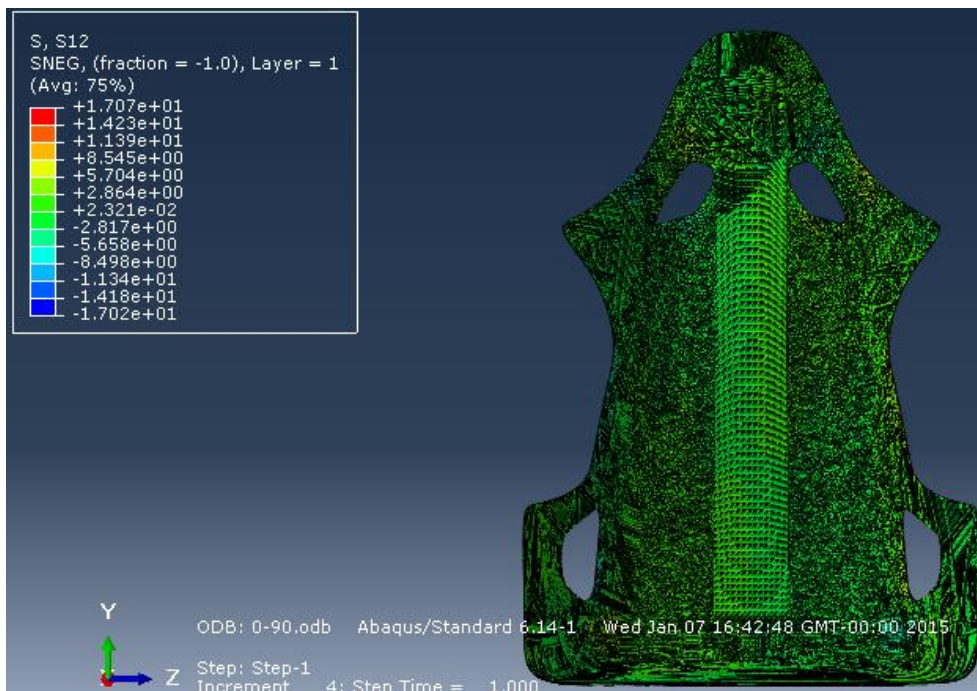 S, S12
SNEG, (fraction = -1.0), Layer = 1
(Avg: 75%)
+1.707e+01
+1.423e+01
+1.139e+01
+8.545e+00
+5.704e+00
+2.864e+00
+2.321e-02
-2.817e+00
-5.658e+00
-8.498e+00
-1.134e+01
-1.418e+01
-1.702e+01
Y
Z
ODB: 0-90.odb Abaqus/Standard 6.14-1 Wed Jan 07 16:42:48 GMT-00:00 2015
Step: Step-1
Increment 4: Step Time = 1.000